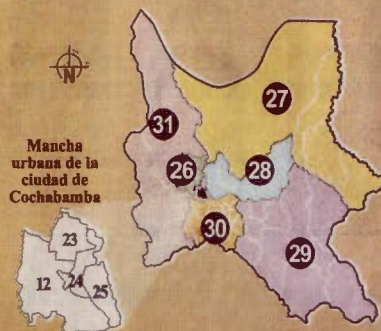 N
27
31
Mancha
urbana de la
ciudad de
Cochabamba
26
28
23
30
29
12
24
25